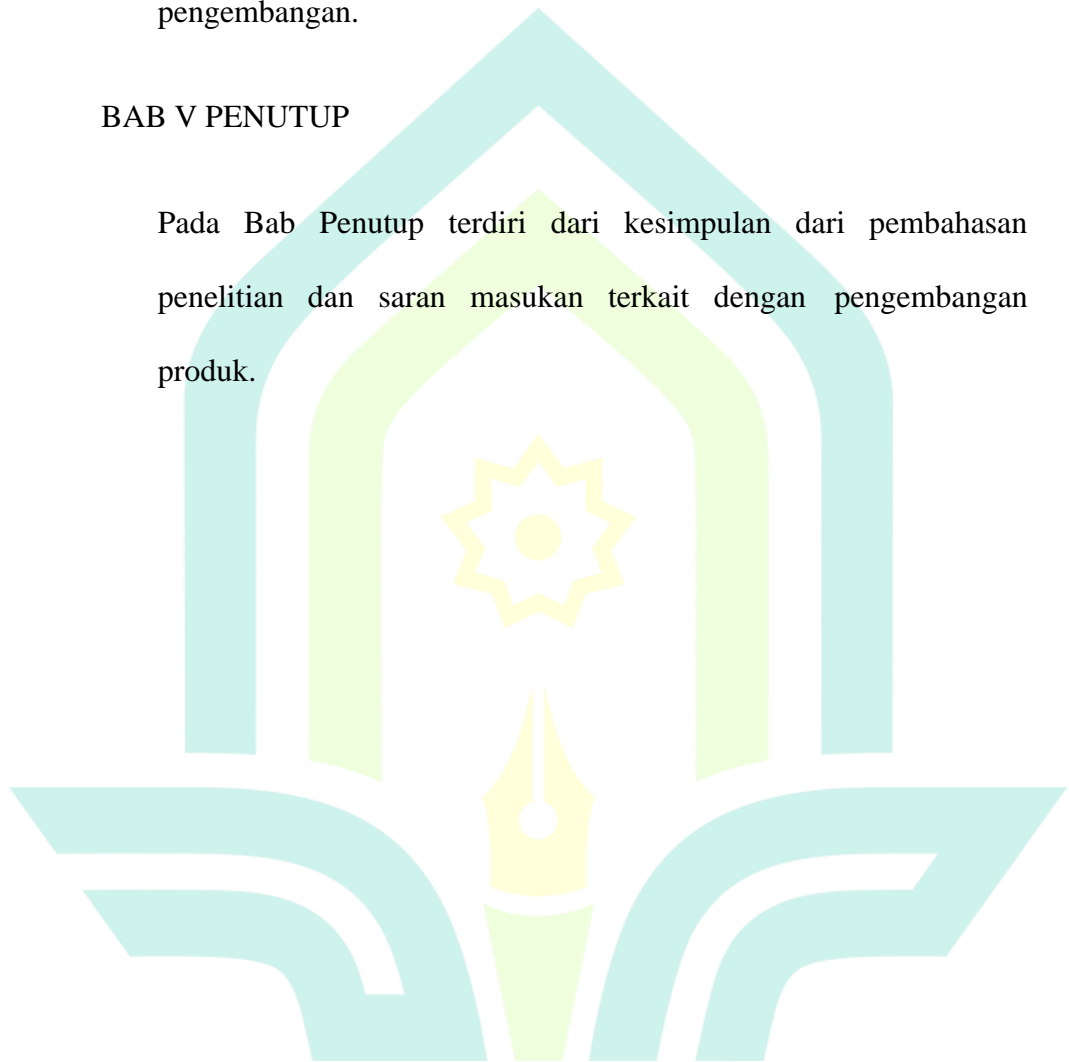 pengembangan.
BAB V PENUTUP
Pada Bab Penutup terdiri dari kesimpulan dari pembahasan
penelitian dan saran masukan terkait dengan pengembangan
produk.